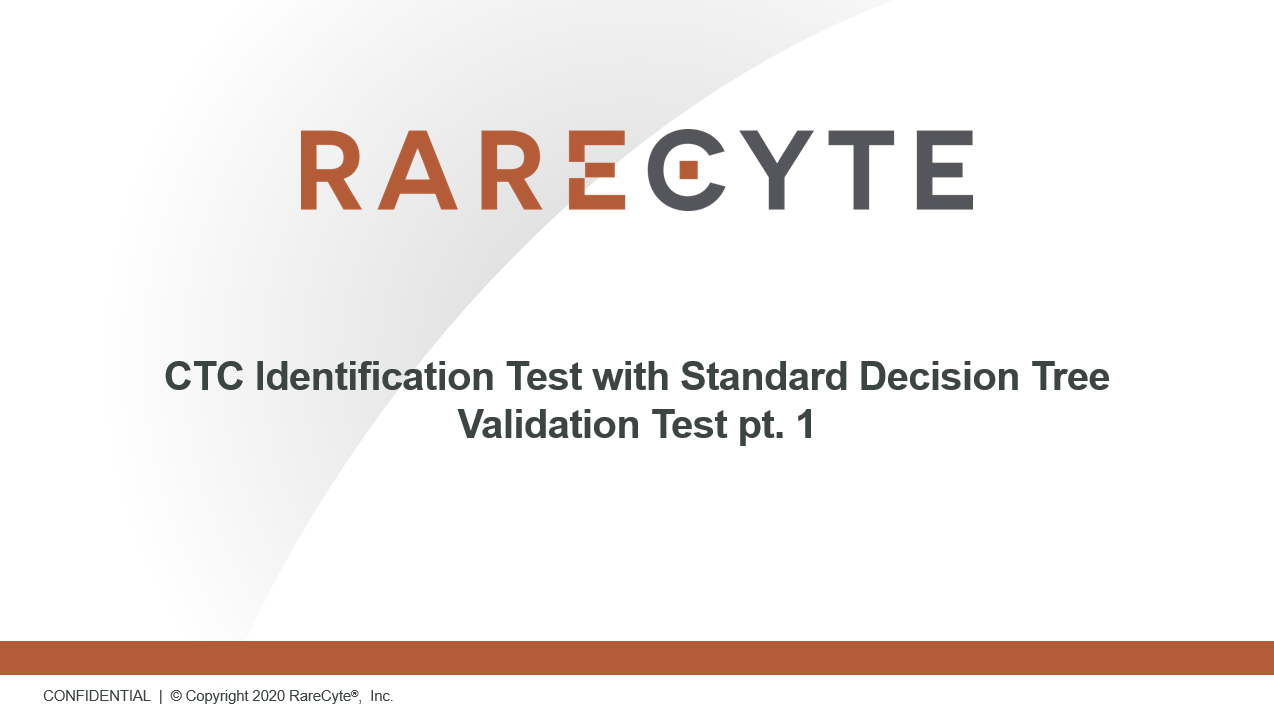 RARECYTE
CTC Identification Test with Standard Decision Tree
Validation Test pt. 1
CONFIDENTIAL | © Copyright 2020 RareCyte®, Inc.